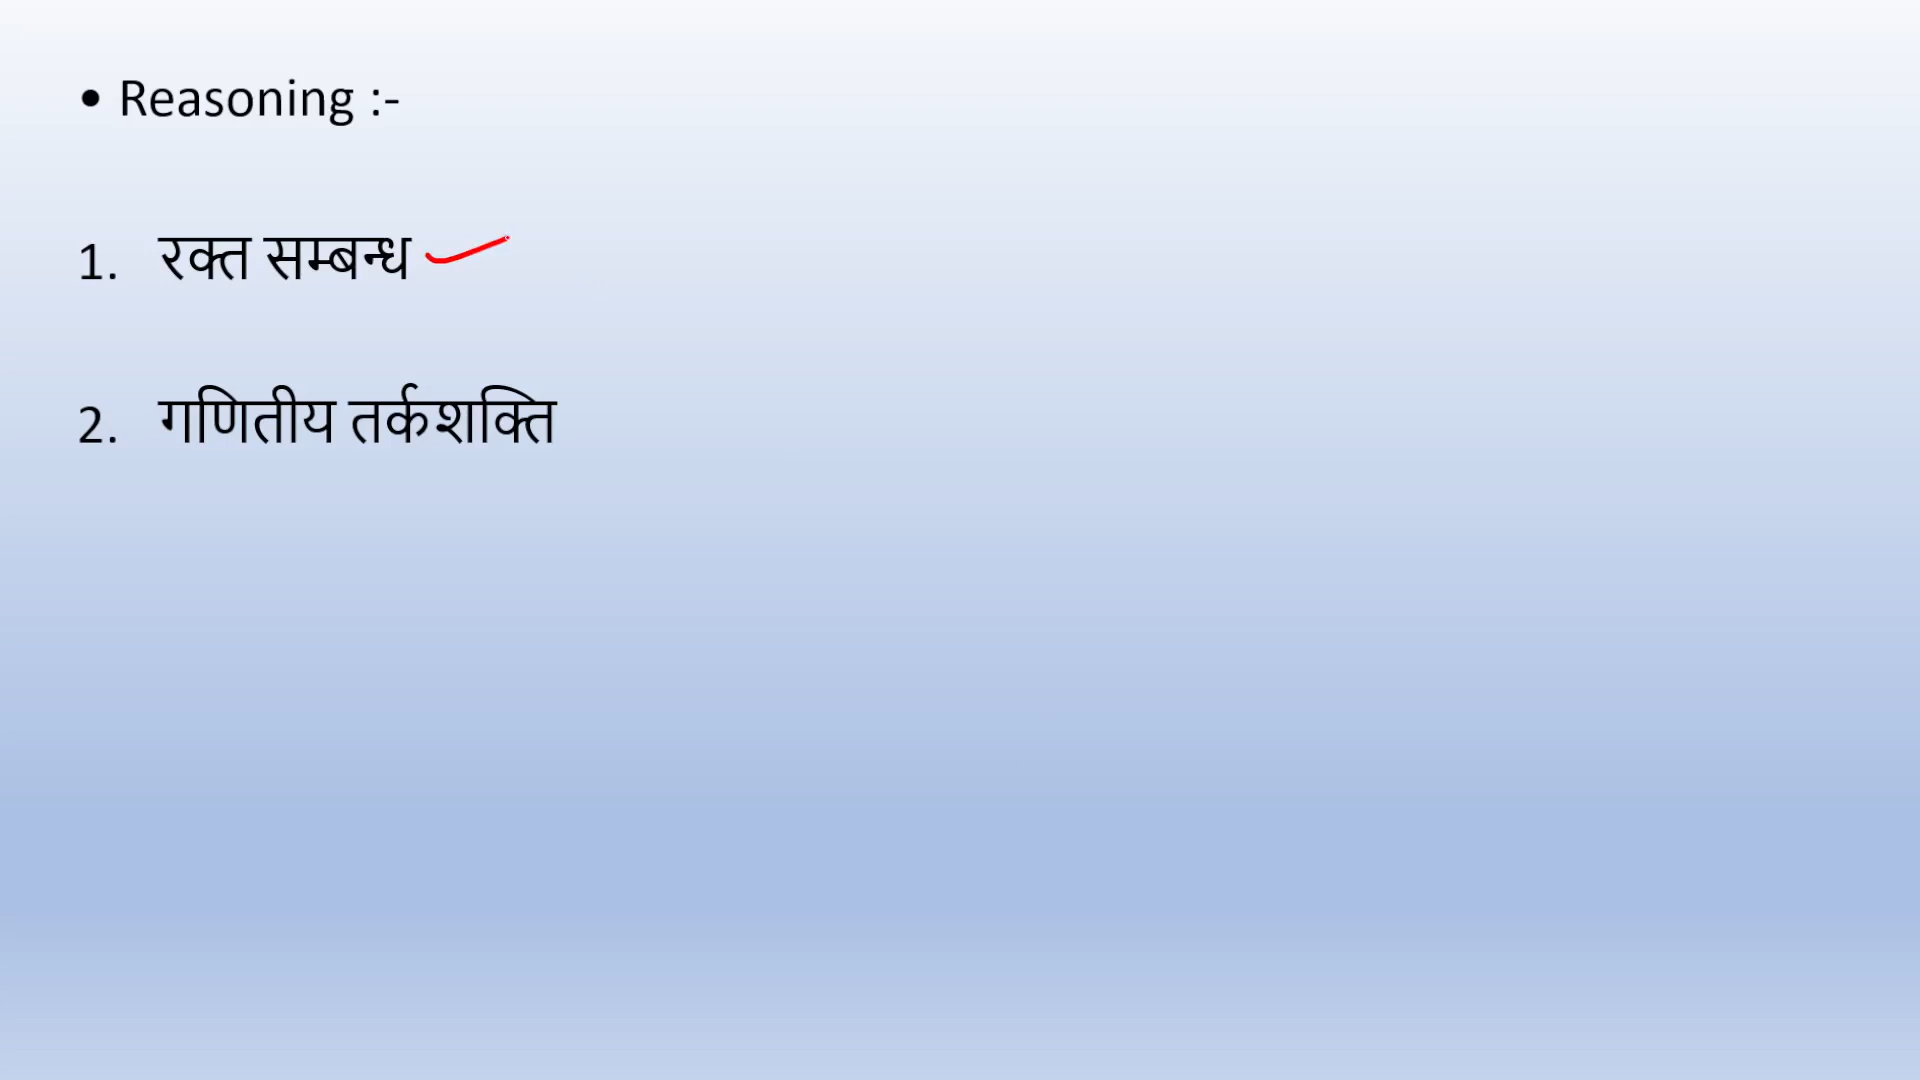 • Reasoning :-
1. रक्त सम्बन्ध
2. गणितीय तर्कशक्ति